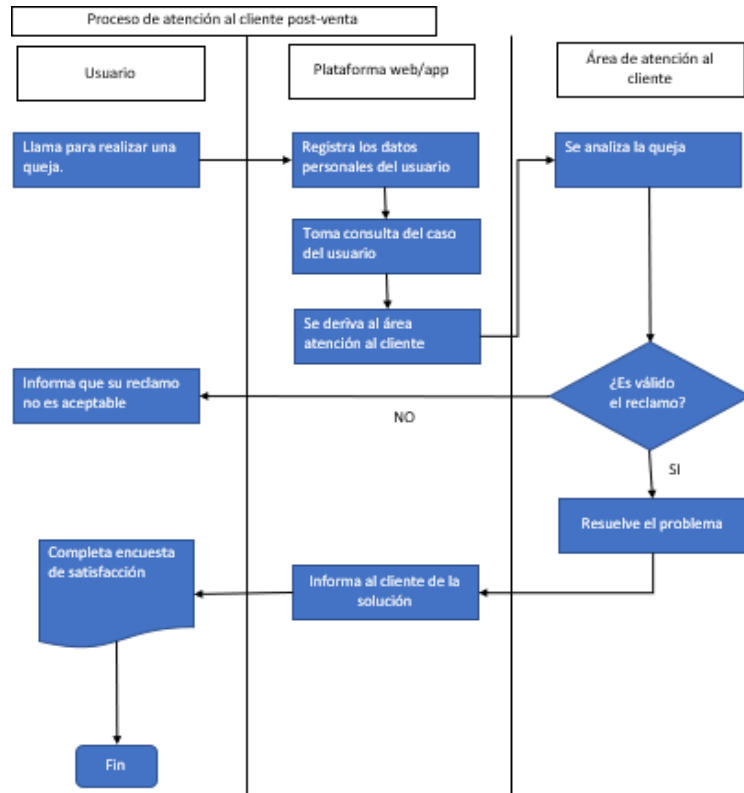 Proceso de atención al cliente post-venta
Usuario
Plataforma web/app
Área de atención al
cliente
Llama para realizar una
queja.
Registra los datos
personales del usuario
Se analiza la queja
Toma consulta del caso
del usuario
Se deriva al área
atención al cliente
Informa que su reclamo
no es aceptable
¿Es válido
el reclamo?
NO
SI
Resuelve el problema
Completa encuesta
de satisfacción
Informa al cliente de la
solución
Fin